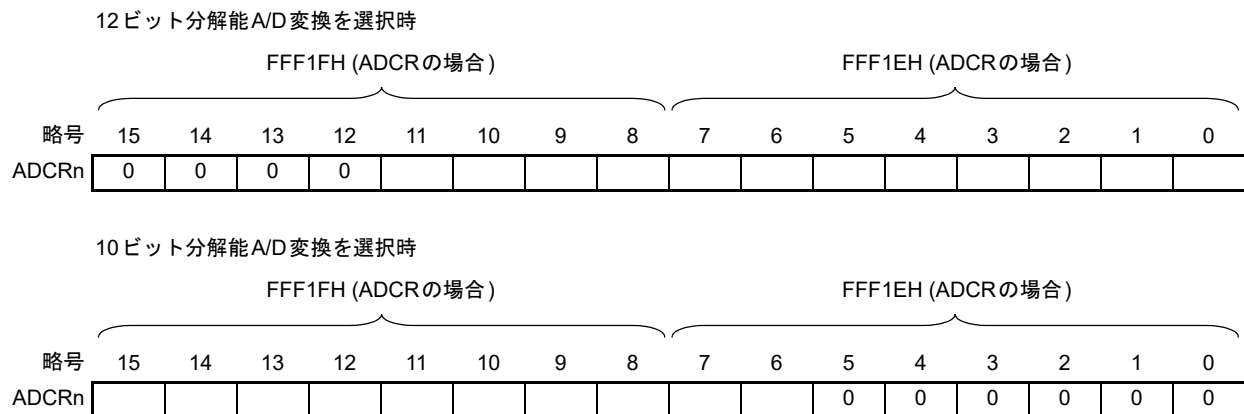 12ビット分解能A/D変換を選択時
FFF1FH (ADCRの場合) FFF1EH (ADCRの場合)
略号 15 14 13 12 11 10 9 8 7 6 5 4 3 2 1 0
ADCRn 0 0 0 0
10ビット分解能A/D変換を選択時
FFF1FH (ADCRの場合) FFF1EH (ADCRの場合)
略号 15 14 13 12 11 10 9 8 7 6 5 4 3 2 1 0
ADCRn 0 0 0 0 0 0